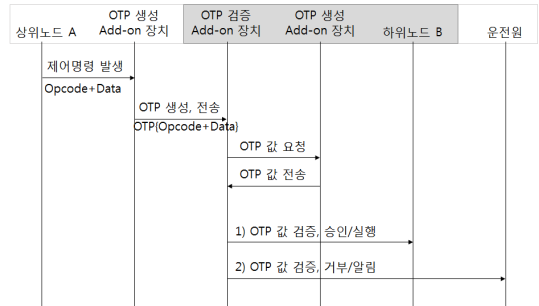 상위노드 A
OTP 생성
Add-on 장치
OTP 검증
Add-on 장치
OTP 생성
Add-on 장치
하위노드 B
운전원
제어명령 발생
Opcode+Data
OTP 생성, 전송
OTP(Opcode+Data)
OTP 값 요청
OTP 값 전송
1) OTP 값 검증, 승인/실행
2) OTP 값 검증, 거부/알림